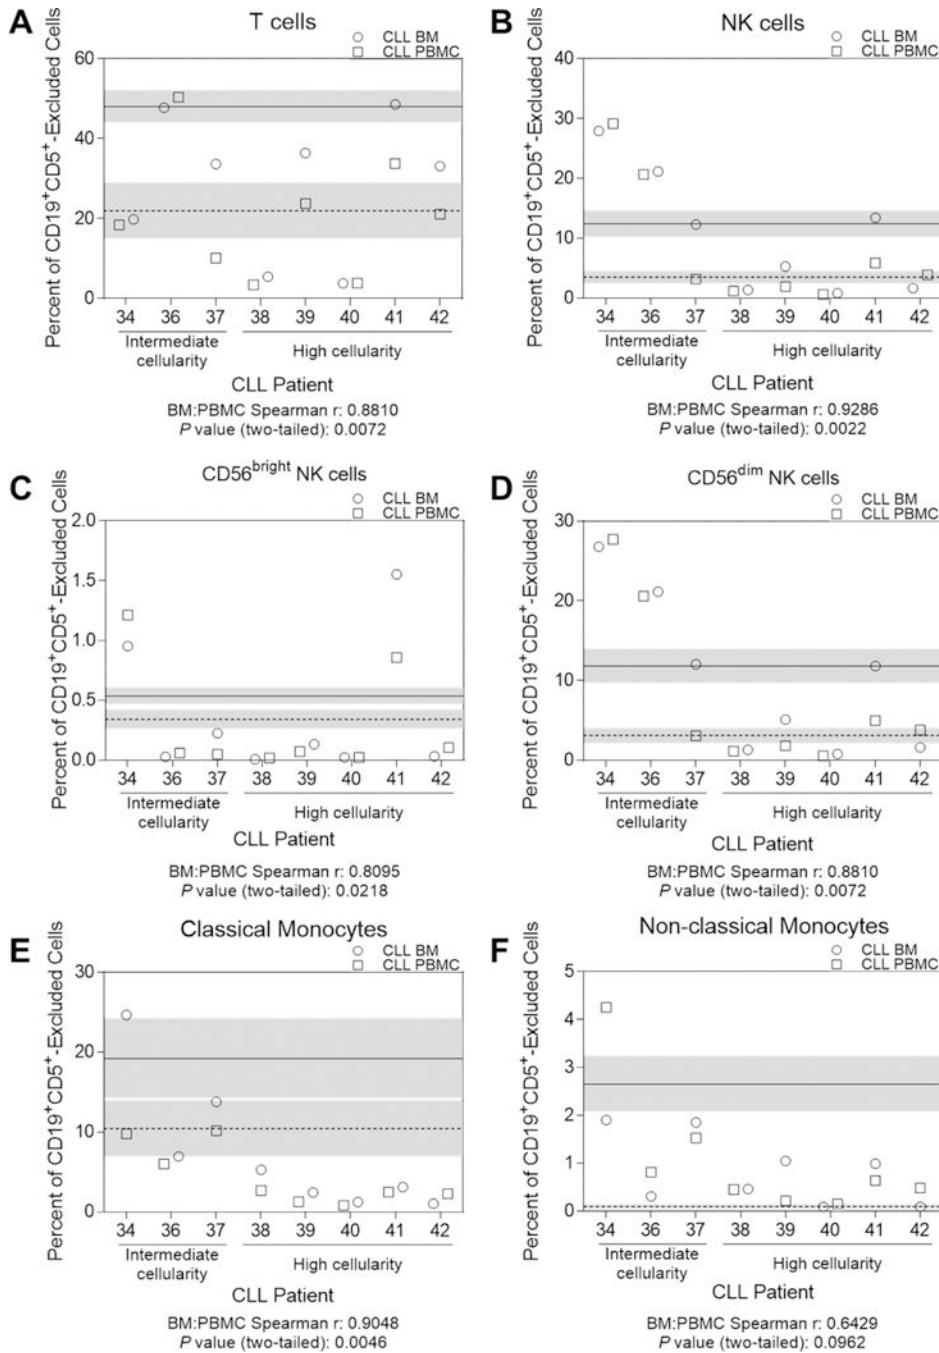 A
T cells
CLL BM
CLL PBMC
Percent of CD19⁺CD5⁺-Excluded Cells
60
40
20
0
34 36 37 38 39 40 41 42
Intermediate cellularity
High cellularity
CLL Patient
BM:PBMC Spearman r: 0.8810
P value (two-tailed): 0.0072
B
NK cells
CLL BM
CLL PBMC
Percent of CD19⁺CD5⁺-Excluded Cells
40
30
20
10
0
34 36 37 38 39 40 41 42
Intermediate cellularity
High cellularity
CLL Patient
BM:PBMC Spearman r: 0.9286
P value (two-tailed): 0.0022
C
CD56bright NK cells
CLL BM
CLL PBMC
Percent of CD19⁺CD5⁺-Excluded Cells
2.0
1.5
1.0
0.5
0.0
34 36 37 38 39 40 41 42
Intermediate cellularity
High cellularity
CLL Patient
BM:PBMC Spearman r: 0.8095
P value (two-tailed): 0.0218
D
CD56dim NK cells
CLL BM
CLL PBMC
Percent of CD19⁺CD5⁺-Excluded Cells
30
20
10
0
34 36 37 38 39 40 41 42
Intermediate cellularity
High cellularity
CLL Patient
BM:PBMC Spearman r: 0.8810
P value (two-tailed): 0.0072
E
Classical Monocytes
CLL BM
CLL PBMC
Percent of CD19⁺CD5⁺-Excluded Cells
30
20
10
0
34 36 37 38 39 40 41 42
Intermediate cellularity
High cellularity
CLL Patient
BM:PBMC Spearman r: 0.9048
P value (two-tailed): 0.0046
F
Non-classical Monocytes
CLL BM
CLL PBMC
Percent of CD19⁺CD5⁺-Excluded Cells
5
4
3
2
1
0
34 36 37 38 39 40 41 42
Intermediate cellularity
High cellularity
CLL Patient
BM:PBMC Spearman r: 0.6429
P value (two-tailed): 0.0962